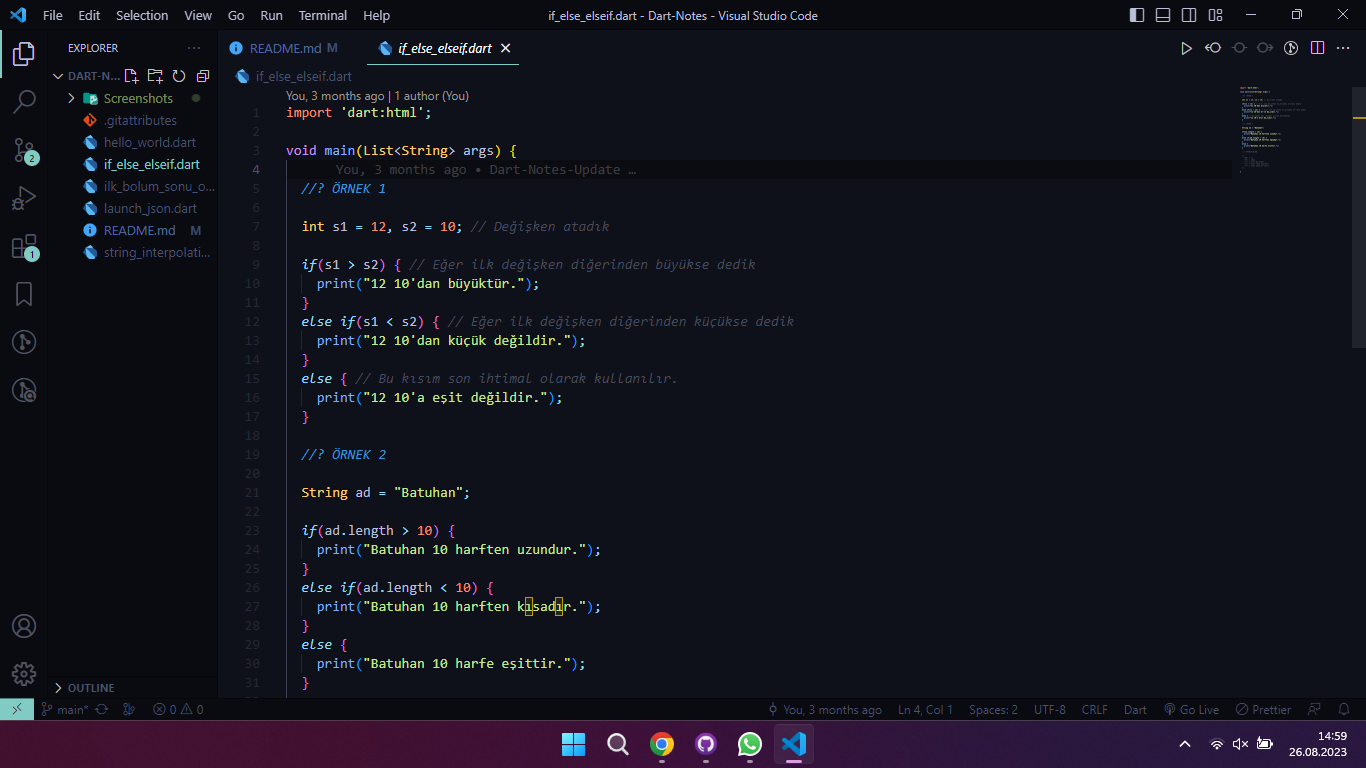 File Edit Selection View Go Run Terminal Help if_else_elseif.dart - Dart-Notes - Visual Studio Code
EXPLORER ···
README.md M
if_else_elseif.dart
DART-N...
Screenshots
.gitattributes
hello_world.dart
if_else_elseif.dart
ilk_bolum_sonu_o...
launch_json.dart
README.md M
string_interpolati...
OUTLINE
2
1
if_else_elseif.dart
You, 3 months ago | 1 author (You)
1 import 'dart:html';
2
3 void main(List<String> args) {
4 You, 3 months ago • Dart-Notes-Update …
5 //? ÖRNEK 1
6
7 int s1 = 12, s2 = 10; // Değişken atadık
8
9 if(s1 > s2) { // Eğer ilk değişken diğerinden büyükse dedik
10 print("12 10'dan büyüktür.");
11 }
12 else if(s1 < s2) { // Eğer ilk değişken diğerinden küçükse dedik
13 print("12 10'dan küçük değildir.");
14 }
15 else { // Bu kısım son ihtimal olarak kullanılır.
16 print("12 10'a eşit değildir.");
17 }
18
19 //? ÖRNEK 2
20
21 String ad = "Batuhan";
22
23 if(ad.length > 10) {
24 print("Batuhan 10 harften uzundur.");
25 }
26 else if(ad.length < 10) {
27 print("Batuhan 10 harften kısadır.");
28 }
29 else {
30 print("Batuhan 10 harfe eşittir.");
31 }
main* 0 0 You, 3 months ago Ln 4, Col 1 Spaces: 2 UTF-8 CRLF Dart Go Live Prettier
14:59
26.08.2023